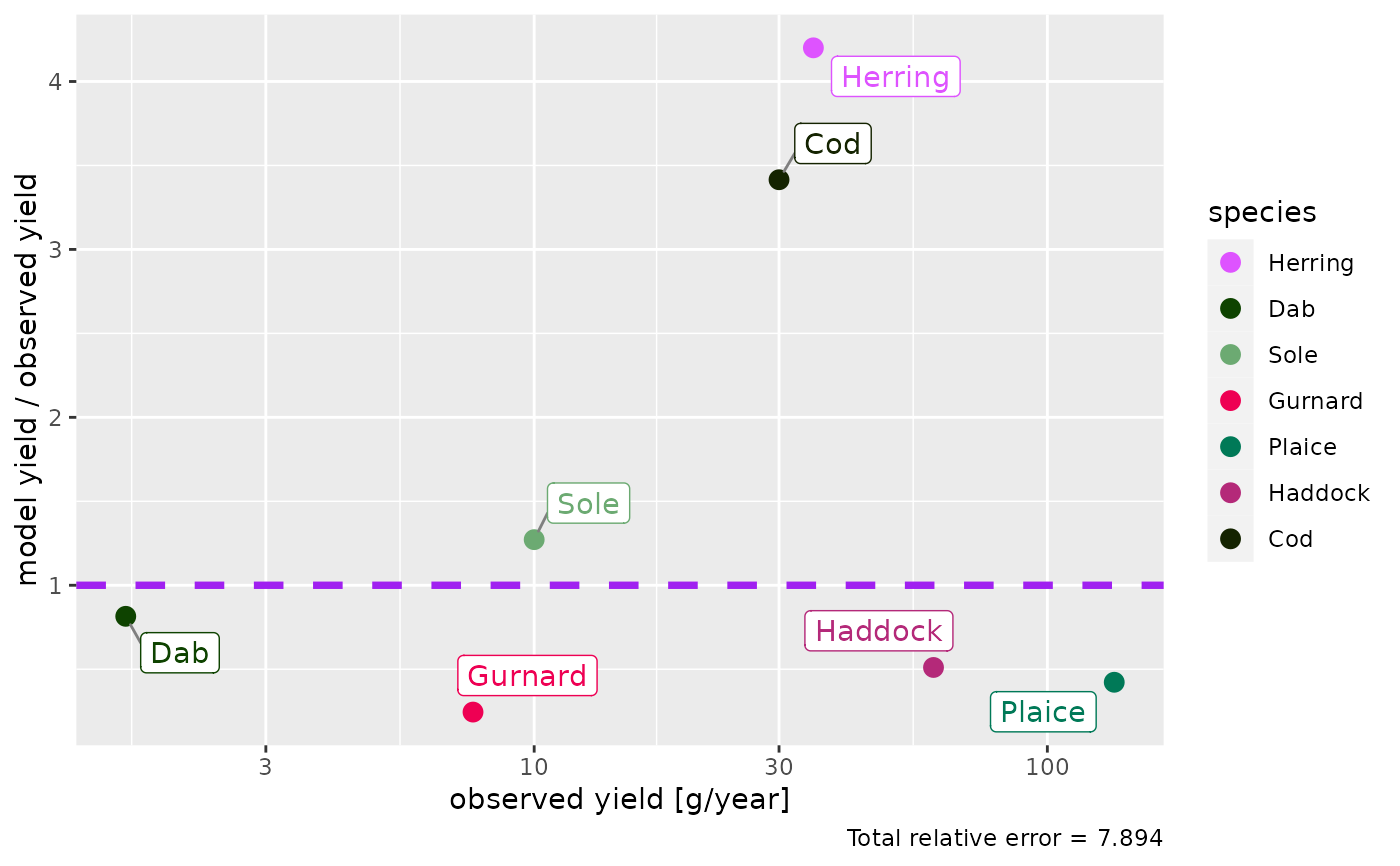 model yield / observed yield
4
3
2
1
Herring
Cod
Sole
Haddock
Dab
Gurnard
Plaice
3
10
30
100
observed yield [g/year]
Total relative error = 7.894
species
Herring
Dab
Sole
Gurnard
Plaice
Haddock
Cod